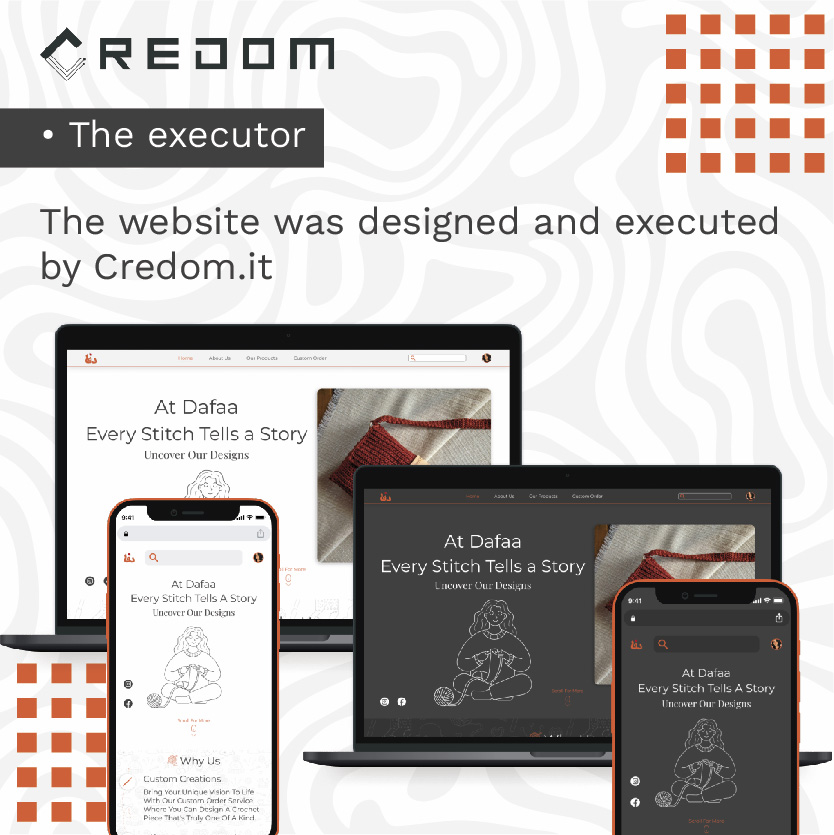 CREDOM
• The executor
The website was designed and executed
by Credom.it
Home About Us Our Products Custom Order
At Dafaa
Every Stitch Tells a Story
Uncover Our Designs
Home About Us Our Products Custom Order
At Dafaa
Every Stitch Tells a Story
Uncover Our Designs
Scroll For More
9:41
At Dafaa
Every Stitch Tells A Story
Uncover Our Designs
Scroll For More
Why Us
Custom Creations
Bring Your Unique Vision To Life
With Our Custom Order Service
Where You Can Design A Crochet
Piece That's Truly One Of A Kind.
9:41
At Dafaa
Every Stitch Tells A Story
Uncover Our Designs
Scroll For More